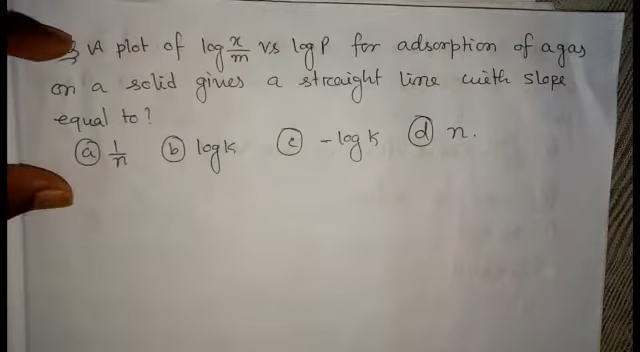 A plot of log x/m vs log P for adsorption of a gas
on a solid gives a straight line with slope
equal to?
(a) 1/n (b) log K (c) - log K (d) n.